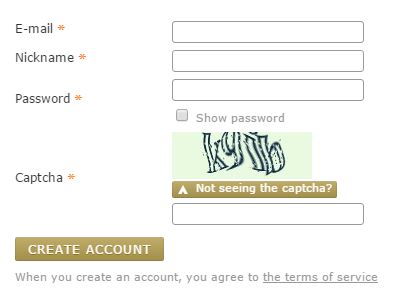 E-mail *
Nickname *
Password *
Show password
Captcha *
Not seeing the captcha?
CREATE ACCOUNT
When you create an account, you agree to the terms of service